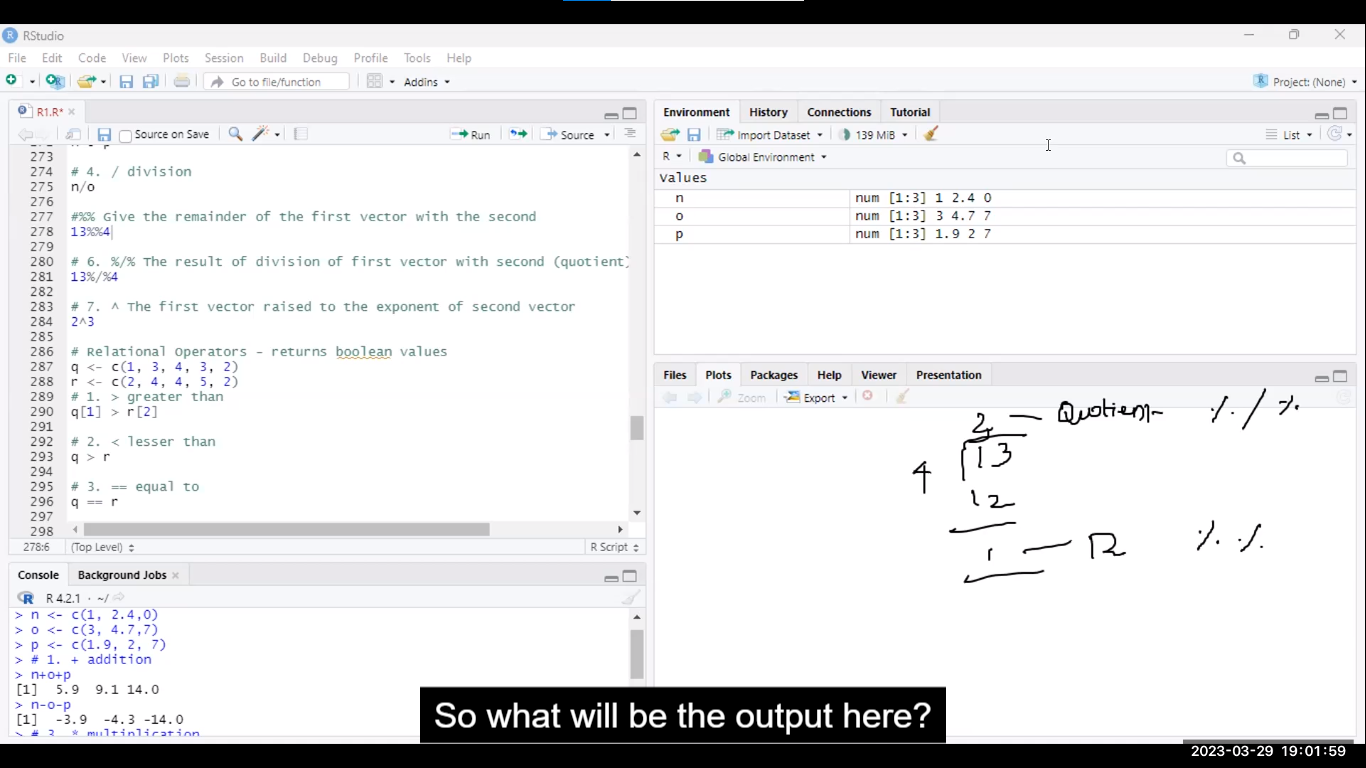 RStudio
File Edit Code View Plots Session Build Debug Profile Tools Help
Go to file/function Addins Project: (None)
R1.R*
Source on Save Run Source
273
274 # 4. / division
275 n/o
276
277 #%% Give the remainder of the first vector with the second
278 13%%4
279
280 # 6. %/% The result of division of first vector with second (quotient)
281 13%/%4
282
283 # 7. ^ The first vector raised to the exponent of second vector
284 2^3
285
286 # Relational Operators - returns boolean values
287 q <- c(1, 3, 4, 3, 2)
288 r <- c(2, 4, 4, 5, 2)
289 # 1. > greater than
290 q[1] > r[2]
291
292 # 2. < lesser than
293 q > r
294
295 # 3. == equal to
296 q == r
297
298
278:6 (Top Level) R Script
Console Background Jobs
R 4.2.1 · ~/
> n <- c(1, 2.4,0)
> o <- c(3, 4.7,7)
> p <- c(1.9, 2, 7)
> # 1. + addition
> n+o+p
[1] 5.9 9.1 14.0
> n-o-p
[1] -3.9 -4.3 -14.0
> # 3. * multiplication
Environment History Connections Tutorial
Import Dataset 139 MiB List
R Global Environment
Values
n num [1:3] 1 2.4 0
o num [1:3] 3 4.7 7
p num [1:3] 1.9 2 7
Files Plots Packages Help Viewer Presentation
Zoom Export
%/%
4 13
12
1 R %%
So what will be the output here?
2023-03-29 19:01:59